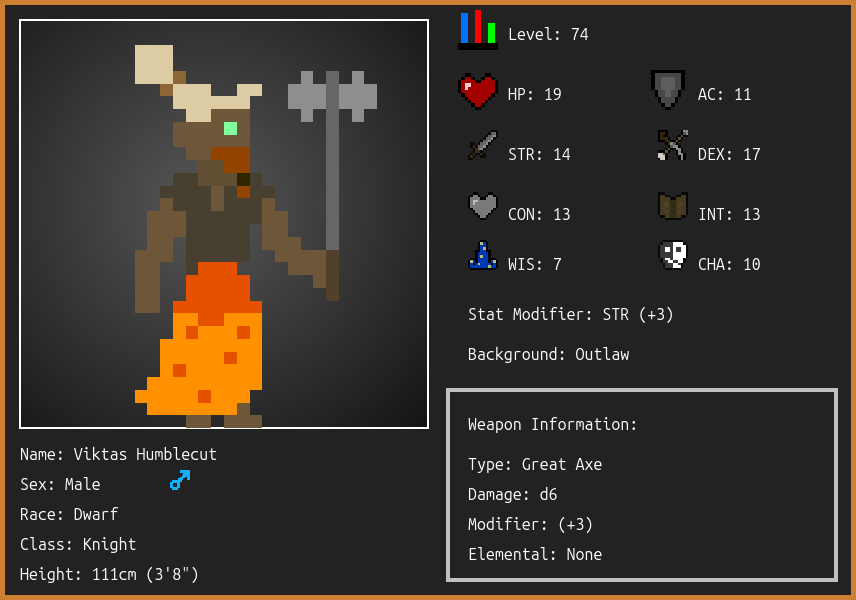 Level: 74
HP: 19
AC: 11
STR: 14
DEX: 17
CON: 13
INT: 13
WIS: 7
CHA: 10
Stat Modifier: STR (+3)
Background: Outlaw
Weapon Information:
Type: Great Axe
Damage: d6
Modifier: (+3)
Elemental: None
Name: Viktas Humblecut
Sex: Male
Race: Dwarf
Class: Knight
Height: 111cm (3'8")